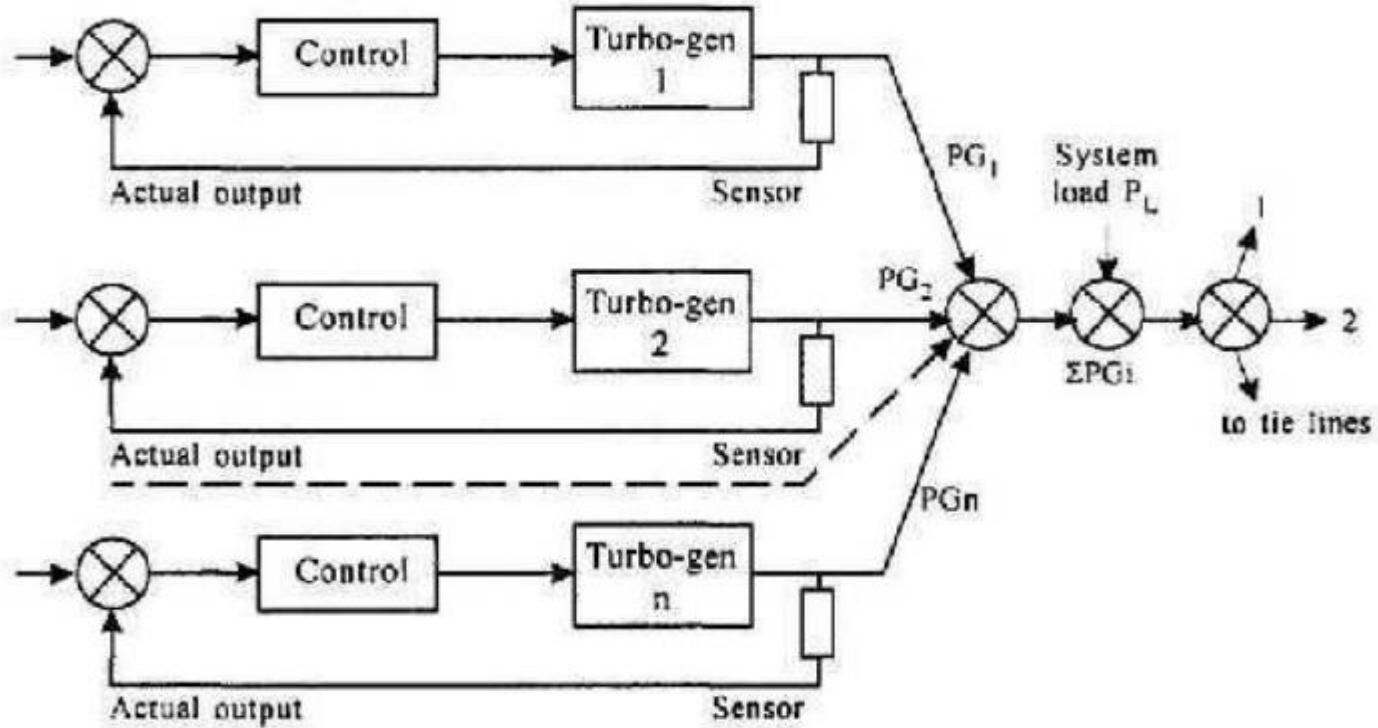 Control
Turbo-gen
1
Actual output
Sensor
PG₁
System
load P_L
1
Control
Turbo-gen
2
PG₂
2
ΣPGi
to tie lines
Actual output
Sensor
PGn
Control
Turbo-gen
n
Actual output
Sensor